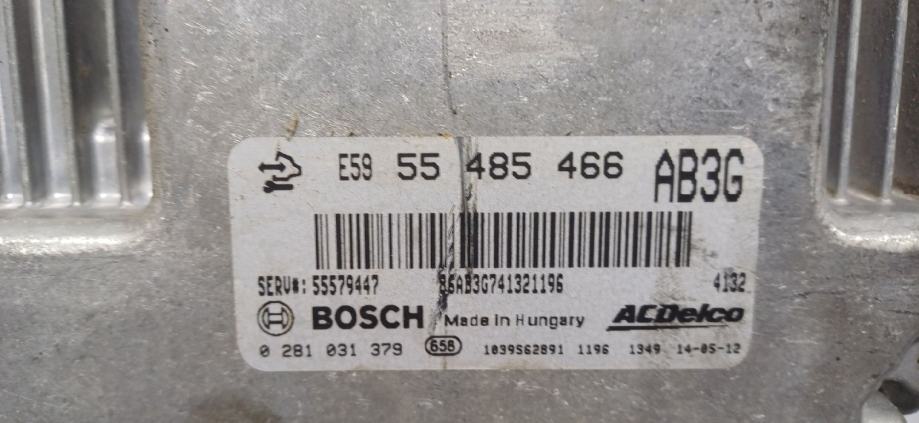 E59 55 485 466 AB3G
SERV#: 55579447 86AB3G741321196 4132
BOSCH Made in Hungary ACDelco
0 281 031 379 658 1039S62891 1196 1349 14-05-12